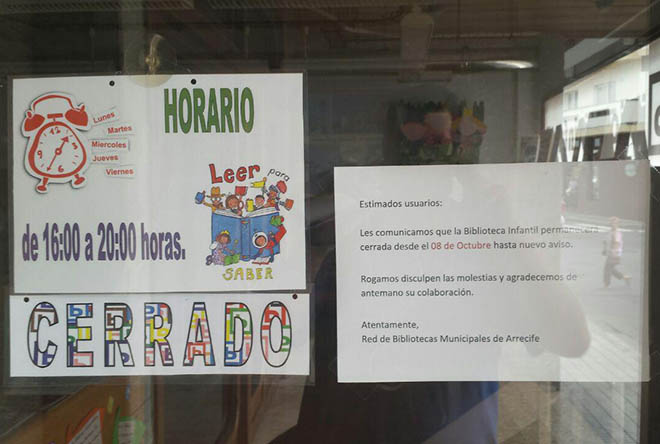 HORARIO
Lunes
Martes
Miercoles
Jueves
Viernes
Leer para
SABER
de 16:00 a 20:00 horas.
CERRADO
Estimados usuarios:
Les comunicamos que la Biblioteca Infantil permanecerá
cerrada desde el 08 de Octubre hasta nuevo aviso.
Rogamos disculpen las molestias y agradecemos de
antemano su colaboración.
Atentamente,
Red de Bibliotecas Municipales de Arrecife